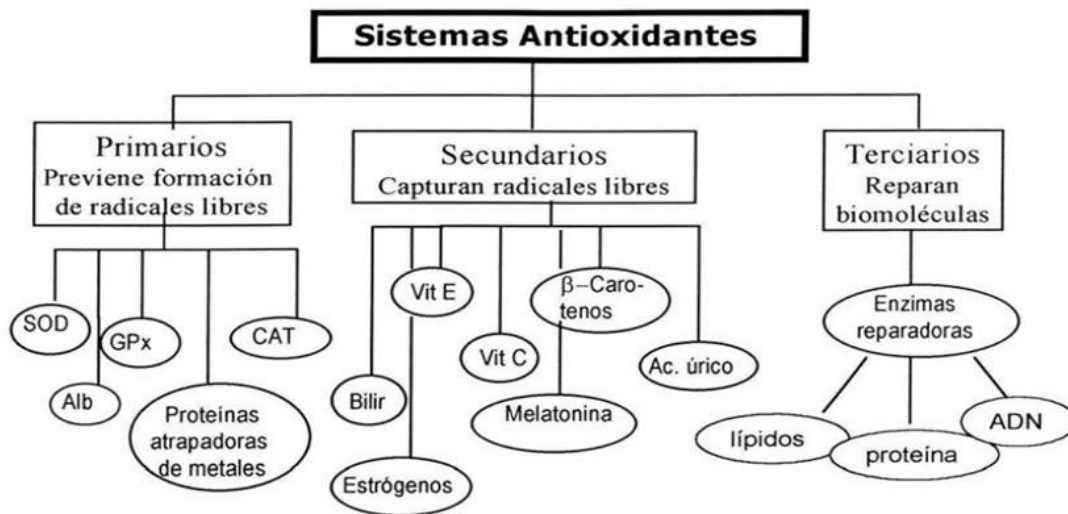 Sistemas Antioxidantes
Primarios
Previene formación
de radicales libres
Secundarios
Capturan radicales libres
Terciarios
Reparan
biomoléculas
SOD
Alb
GPx
Proteínas
atrapadoras
de metales
CAT
Bilir
Vit E
Estrógenos
Vit C
β–Caro-
tenos
Melatonina
Ac. úrico
Enzimas
reparadoras
lípidos
proteína
ADN